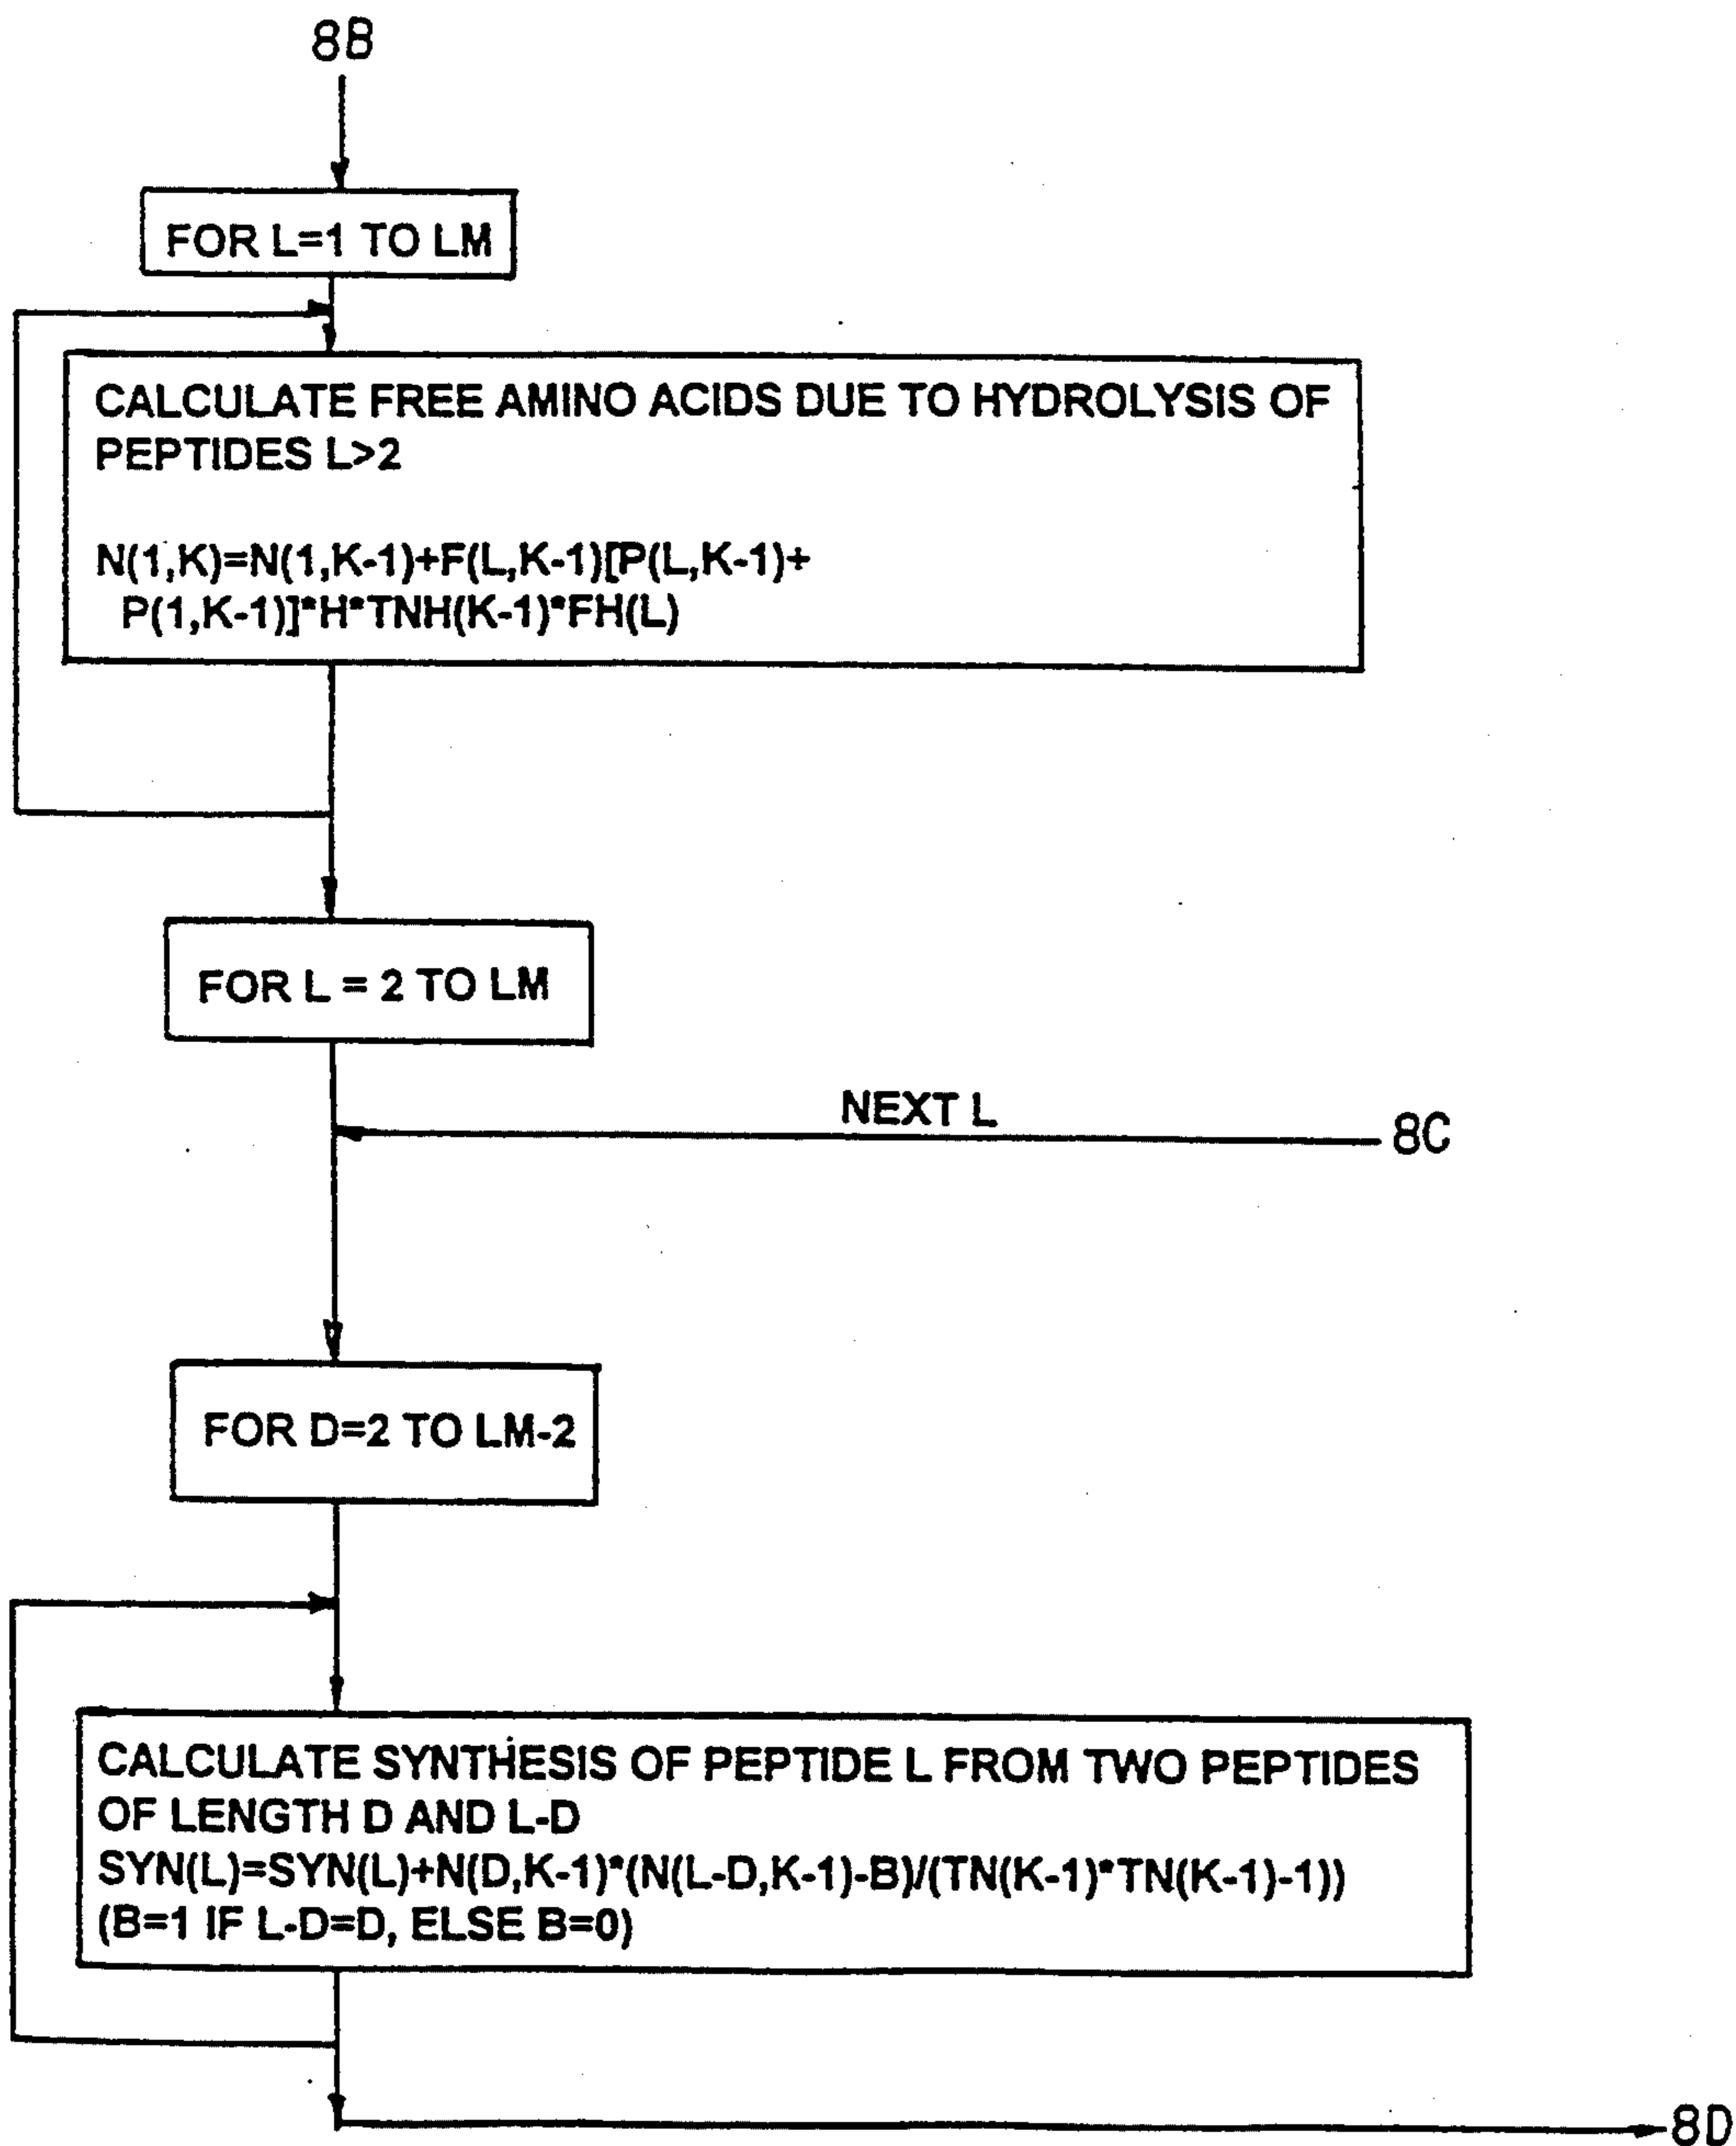 8B
FOR L=1 TO LM
CALCULATE FREE AMINO ACIDS DUE TO HYDROLYSIS OF
PEPTIDES L>2
N(1,K)=N(1,K-1)+F(L,K-1)[P(L,K-1)+
P(1,K-1)]*H*TNH(K-1)*FH(L)
FOR L = 2 TO LM
NEXT L
8C
FOR D=2 TO LM-2
CALCULATE SYNTHESIS OF PEPTIDE L FROM TWO PEPTIDES
OF LENGTH D AND L-D
SYN(L)=SYN(L)+N(D,K-1)*(N(L-D,K-1)-B)/(TN(K-1)*TN(K-1)-1))
(B=1 IF L-D=D, ELSE B=0)
8D